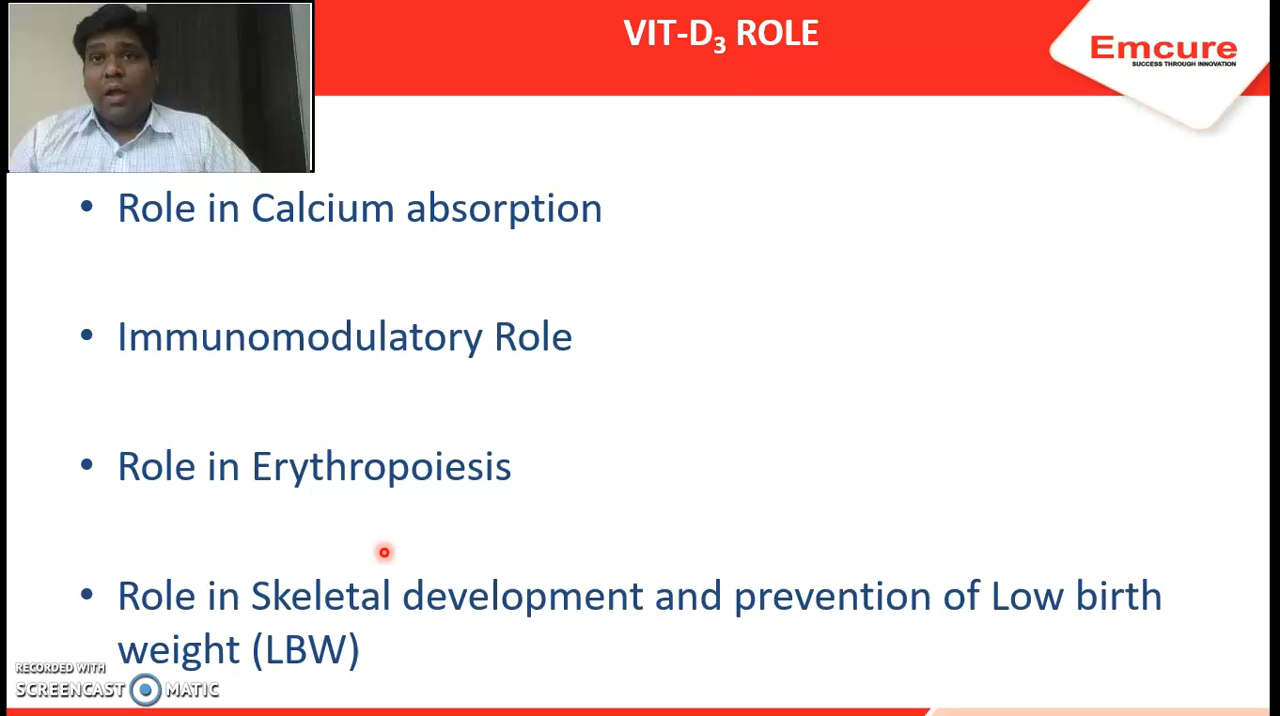 VIT-D₃ ROLE
Emcure
SUCCESS THROUGH INNOVATION
• Role in Calcium absorption
• Immunomodulatory Role
• Role in Erythropoiesis
• Role in Skeletal development and prevention of Low birth
weight (LBW)
RECORDED WITH
SCREENCAST MATIC